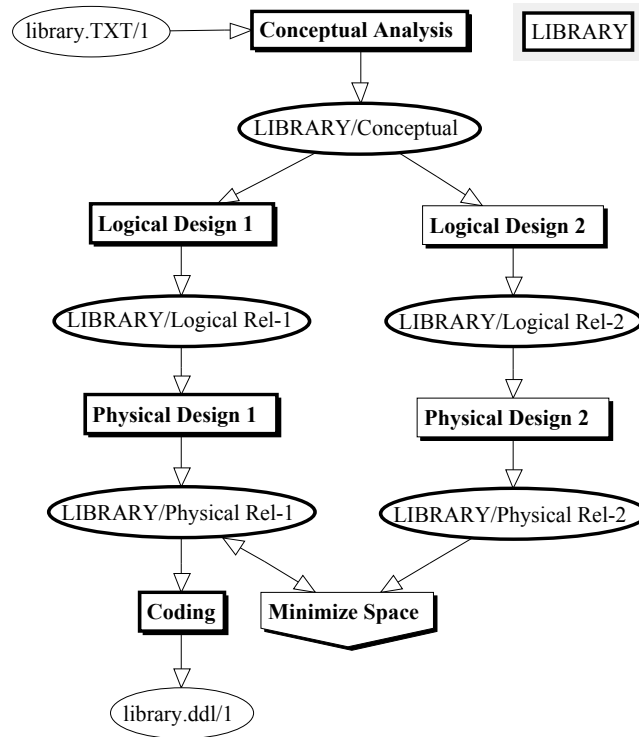 library.TXT/1
Conceptual Analysis
LIBRARY
LIBRARY/Conceptual
Logical Design 1
Logical Design 2
LIBRARY/Logical Rel-1
LIBRARY/Logical Rel-2
Physical Design 1
Physical Design 2
LIBRARY/Physical Rel-1
LIBRARY/Physical Rel-2
Coding
Minimize Space
library.ddl/1